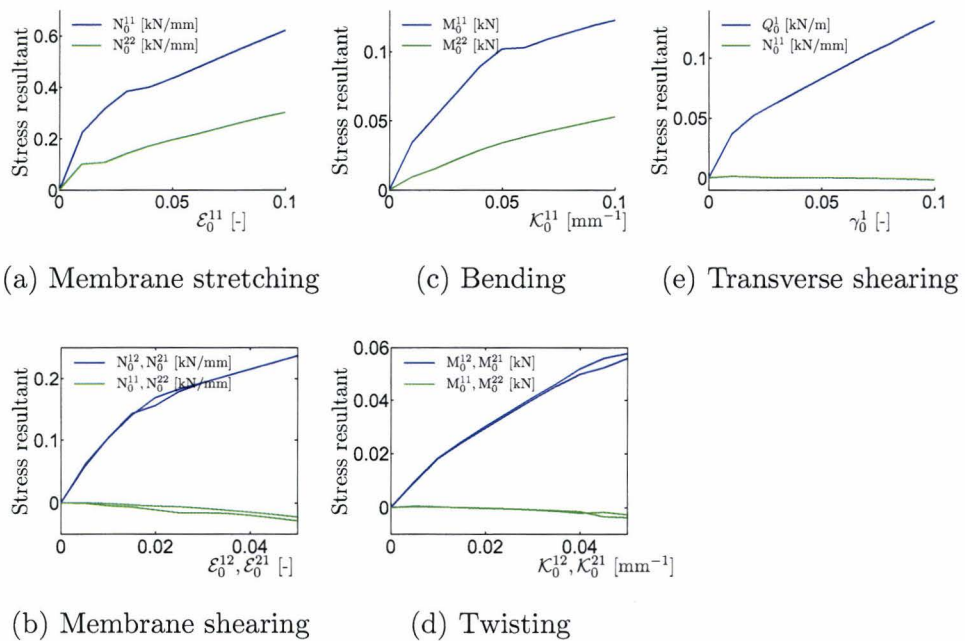 N₀¹¹ [kN/mm]
N₀²² [kN/mm]
Stress resultant
0.6
0.4
0.2
0
0
0.05
0.1
ℰ₀¹¹ [-]
(a) Membrane stretching
M₀¹¹ [kN]
M₀²² [kN]
Stress resultant
0.1
0.05
0
0
0.05
0.1
𝒦₀¹¹ [mm⁻¹]
(c) Bending
Q₀¹ [kN/m]
N₀¹¹ [kN/mm]
Stress resultant
0.1
0.05
0
0
0.05
0.1
γ₀¹ [-]
(e) Transverse shearing
N₀¹², N₀²¹ [kN/mm]
N₀¹¹, N₀²² [kN/mm]
Stress resultant
0.2
0.1
0
0
0.02
0.04
ℰ₀¹², ℰ₀²¹ [-]
(b) Membrane shearing
M₀¹², M₀²¹ [kN]
M₀¹¹, M₀²² [kN]
Stress resultant
0.06
0.04
0.02
0
0
0.02
0.04
𝒦₀¹², 𝒦₀²¹ [mm⁻¹]
(d) Twisting